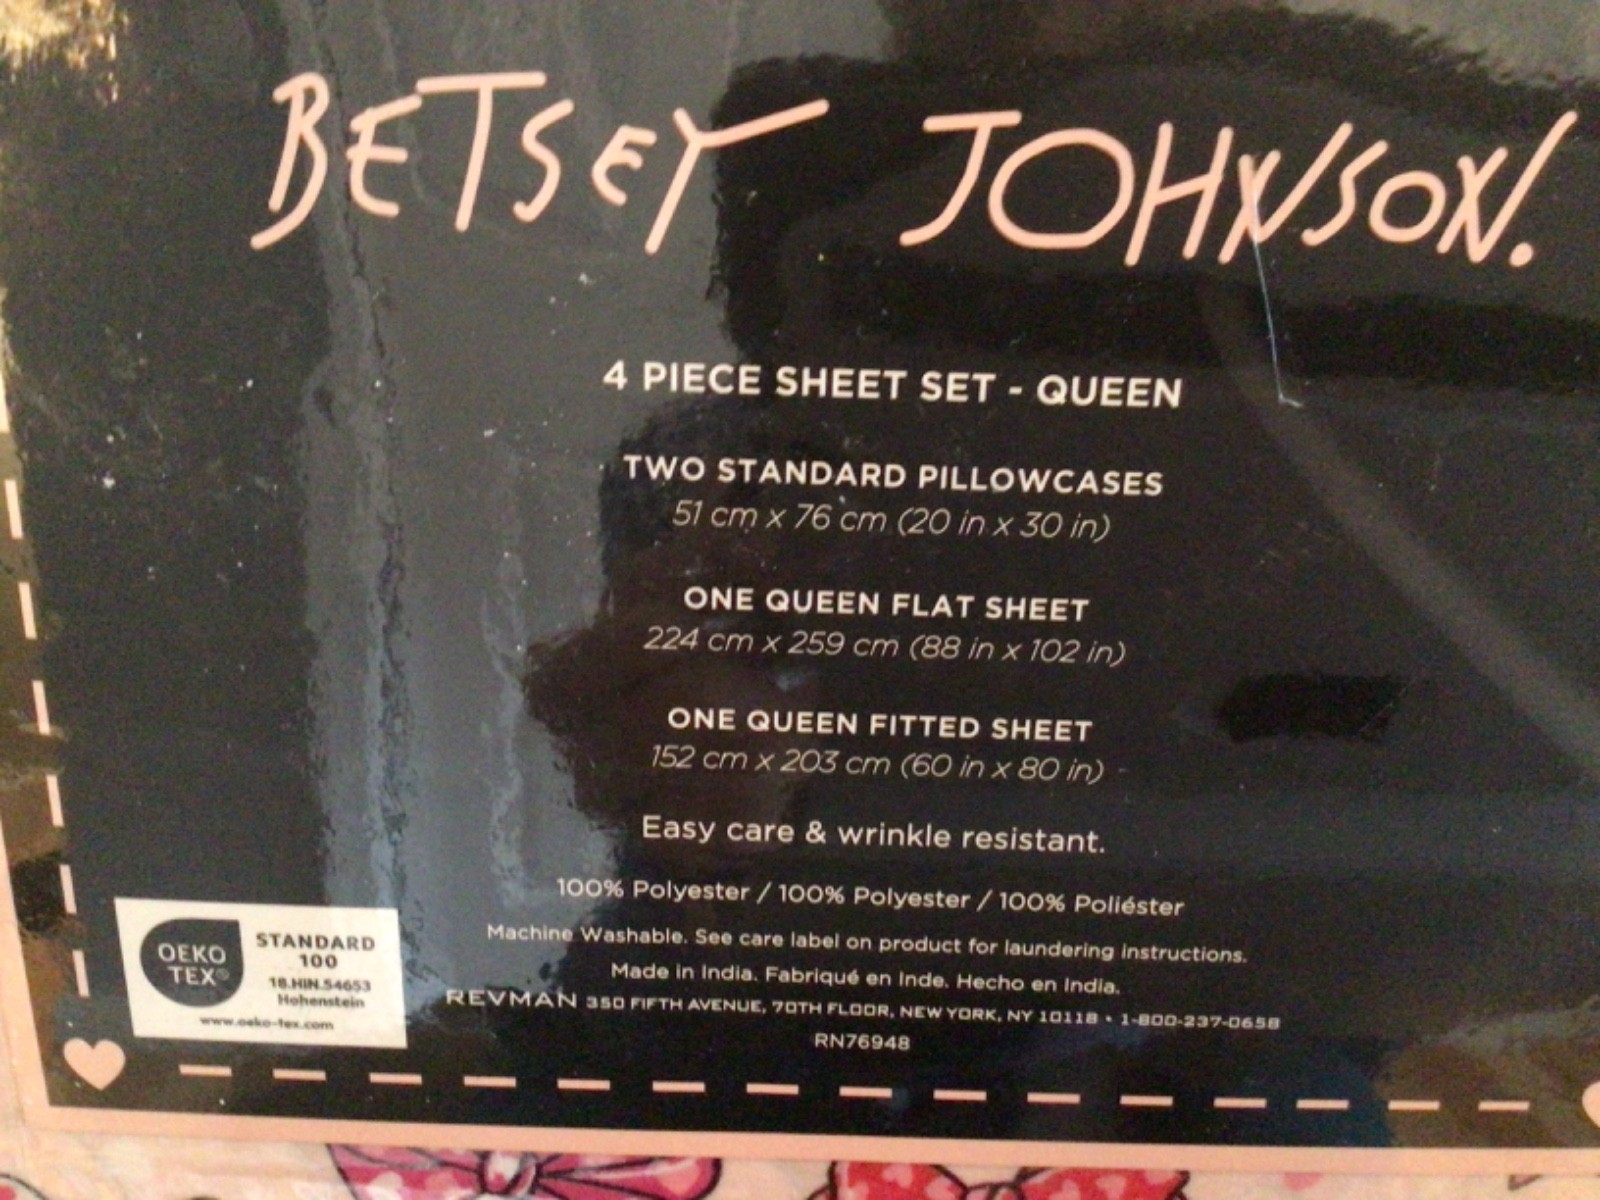 BETSEY JOHNSON.
4 PIECE SHEET SET - QUEEN
TWO STANDARD PILLOWCASES
51 cm x 76 cm (20 in x 30 in)
ONE QUEEN FLAT SHEET
224 cm x 259 cm (88 in x 102 in)
ONE QUEEN FITTED SHEET
152 cm x 203 cm (60 in x 80 in)
Easy care & wrinkle resistant.
100% Polyester / 100% Polyester / 100% Poliéster
Machine Washable. See care label on product for laundering instructions.
Made in India. Fabriqué en Inde. Hecho en India.
REVMAN 350 FIFTH AVENUE, 70TH FLOOR, NEW YORK, NY 10118 • 1-800-237-0658
RN76948
OEKO
TEX®
STANDARD
100
18.HIN.54653
Hohenstein
www.oeko-tex.com